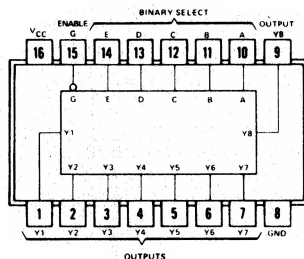 BINARY SELECT
ENABLE OUTPUT
VCC G E D C B A Y8
16 15 14 13 12 11 10 9
G E D C B A
Y1 Y8
Y2 Y3 Y4 Y5 Y6 Y7
1 2 3 4 5 6 7 8
Y1 Y2 Y3 Y4 Y5 Y6 Y7 GND
OUTPUTS